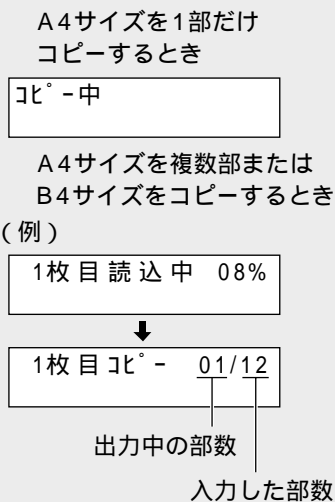 A4サイズを1部だけ
コピーするとき
ｺﾋﾟｰ中
A4サイズを複数部または
B4サイズをコピーするとき
(例)
1枚目読込中 08%
1枚目ｺﾋﾟｰ 01/12
出力中の部数
入力した部数